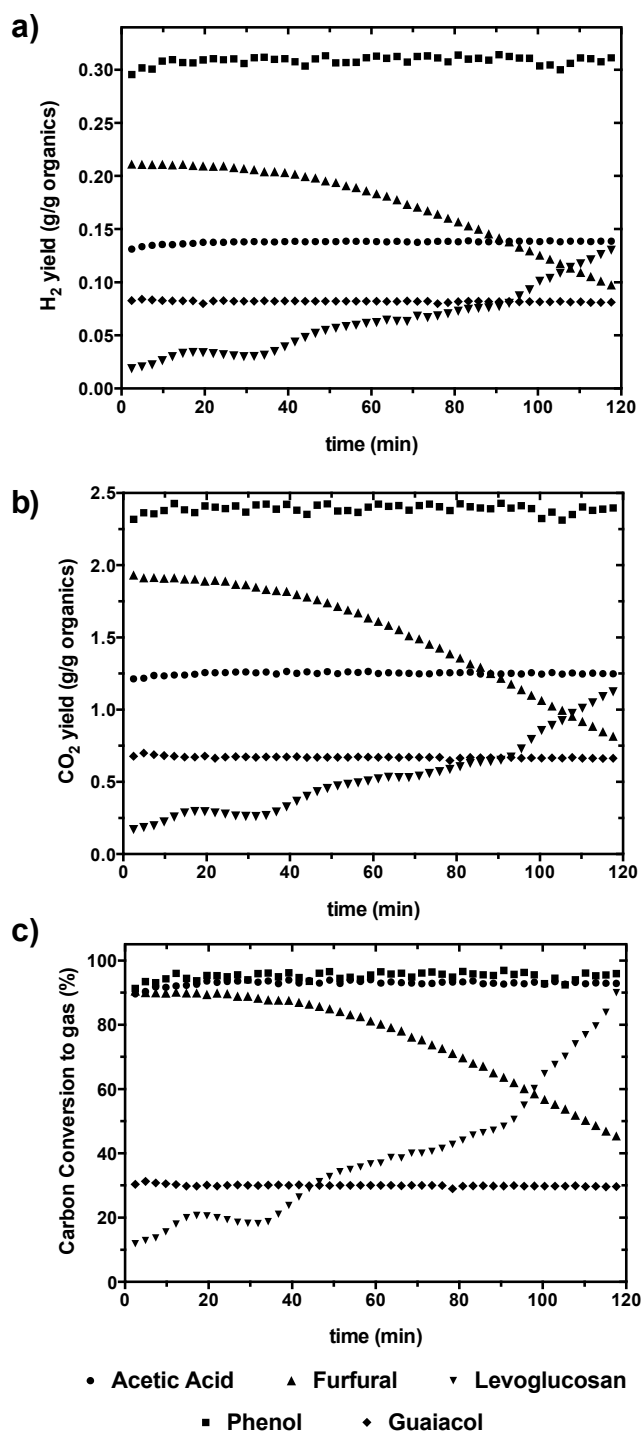 a)
H2 yield (g/g organics)
0.30
0.25
0.20
0.15
0.10
0.05
0.00
0 20 40 60 80 100 120
time (min)
b)
CO2 yield (g/g organics)
2.5
2.0
1.5
1.0
0.5
0.0
0 20 40 60 80 100 120
time (min)
c)
Carbon Conversion to gas (%)
100
80
60
40
20
0
0 20 40 60 80 100 120
time (min)
Acetic Acid Furfural Levoglucosan
Phenol Guaiacol